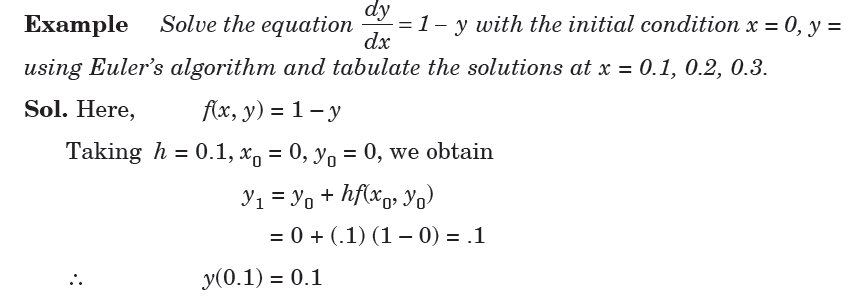 Example Solve the equation dy/dx = 1 – y with the initial condition x = 0, y =
using Euler's algorithm and tabulate the solutions at x = 0.1, 0.2, 0.3.
Sol. Here, f(x, y) = 1 – y
Taking h = 0.1, x₀ = 0, y₀ = 0, we obtain
y₁ = y₀ + hf(x₀, y₀)
= 0 + (.1) (1 – 0) = .1
∴ y(0.1) = 0.1